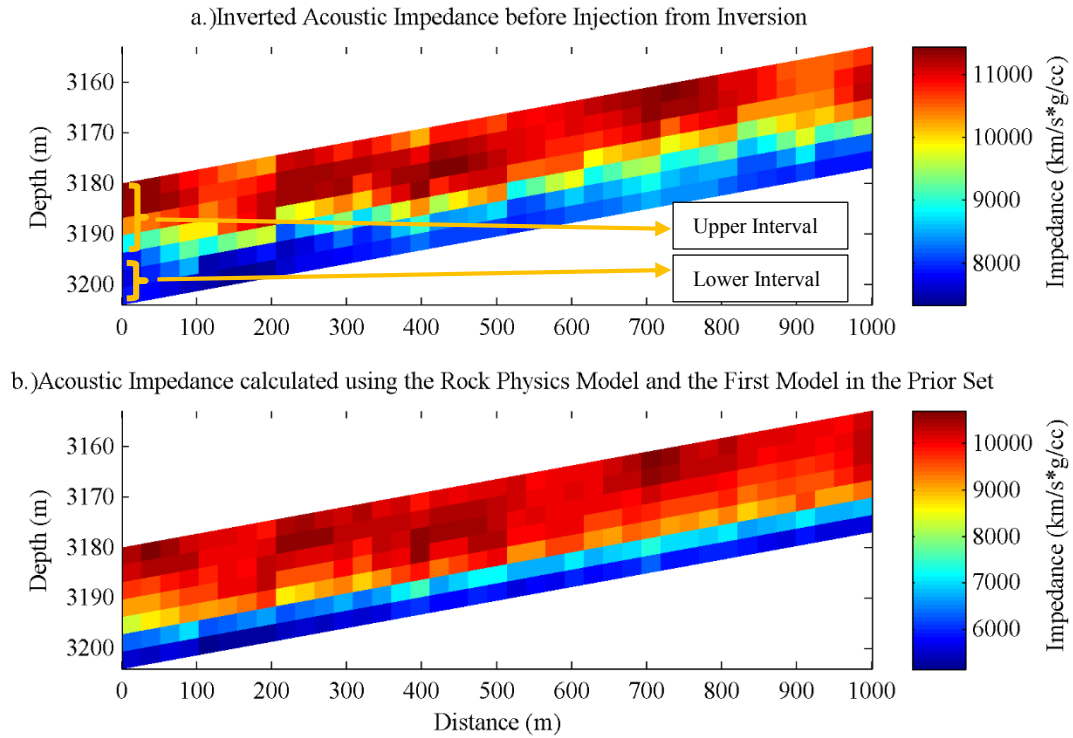 a.)Inverted Acoustic Impedance before Injection from Inversion
Depth (m)
3160
3170
3180
3190
3200
Upper Interval
Lower Interval
0 100 200 300 400 500 600 700 800 900 1000
11000
10000
9000
8000
Impedance (km/s*g/cc)
b.)Acoustic Impedance calculated using the Rock Physics Model and the First Model in the Prior Set
Depth (m)
3160
3170
3180
3190
3200
0 100 200 300 400 500 600 700 800 900 1000
Distance (m)
10000
9000
8000
7000
6000
Impedance (km/s*g/cc)